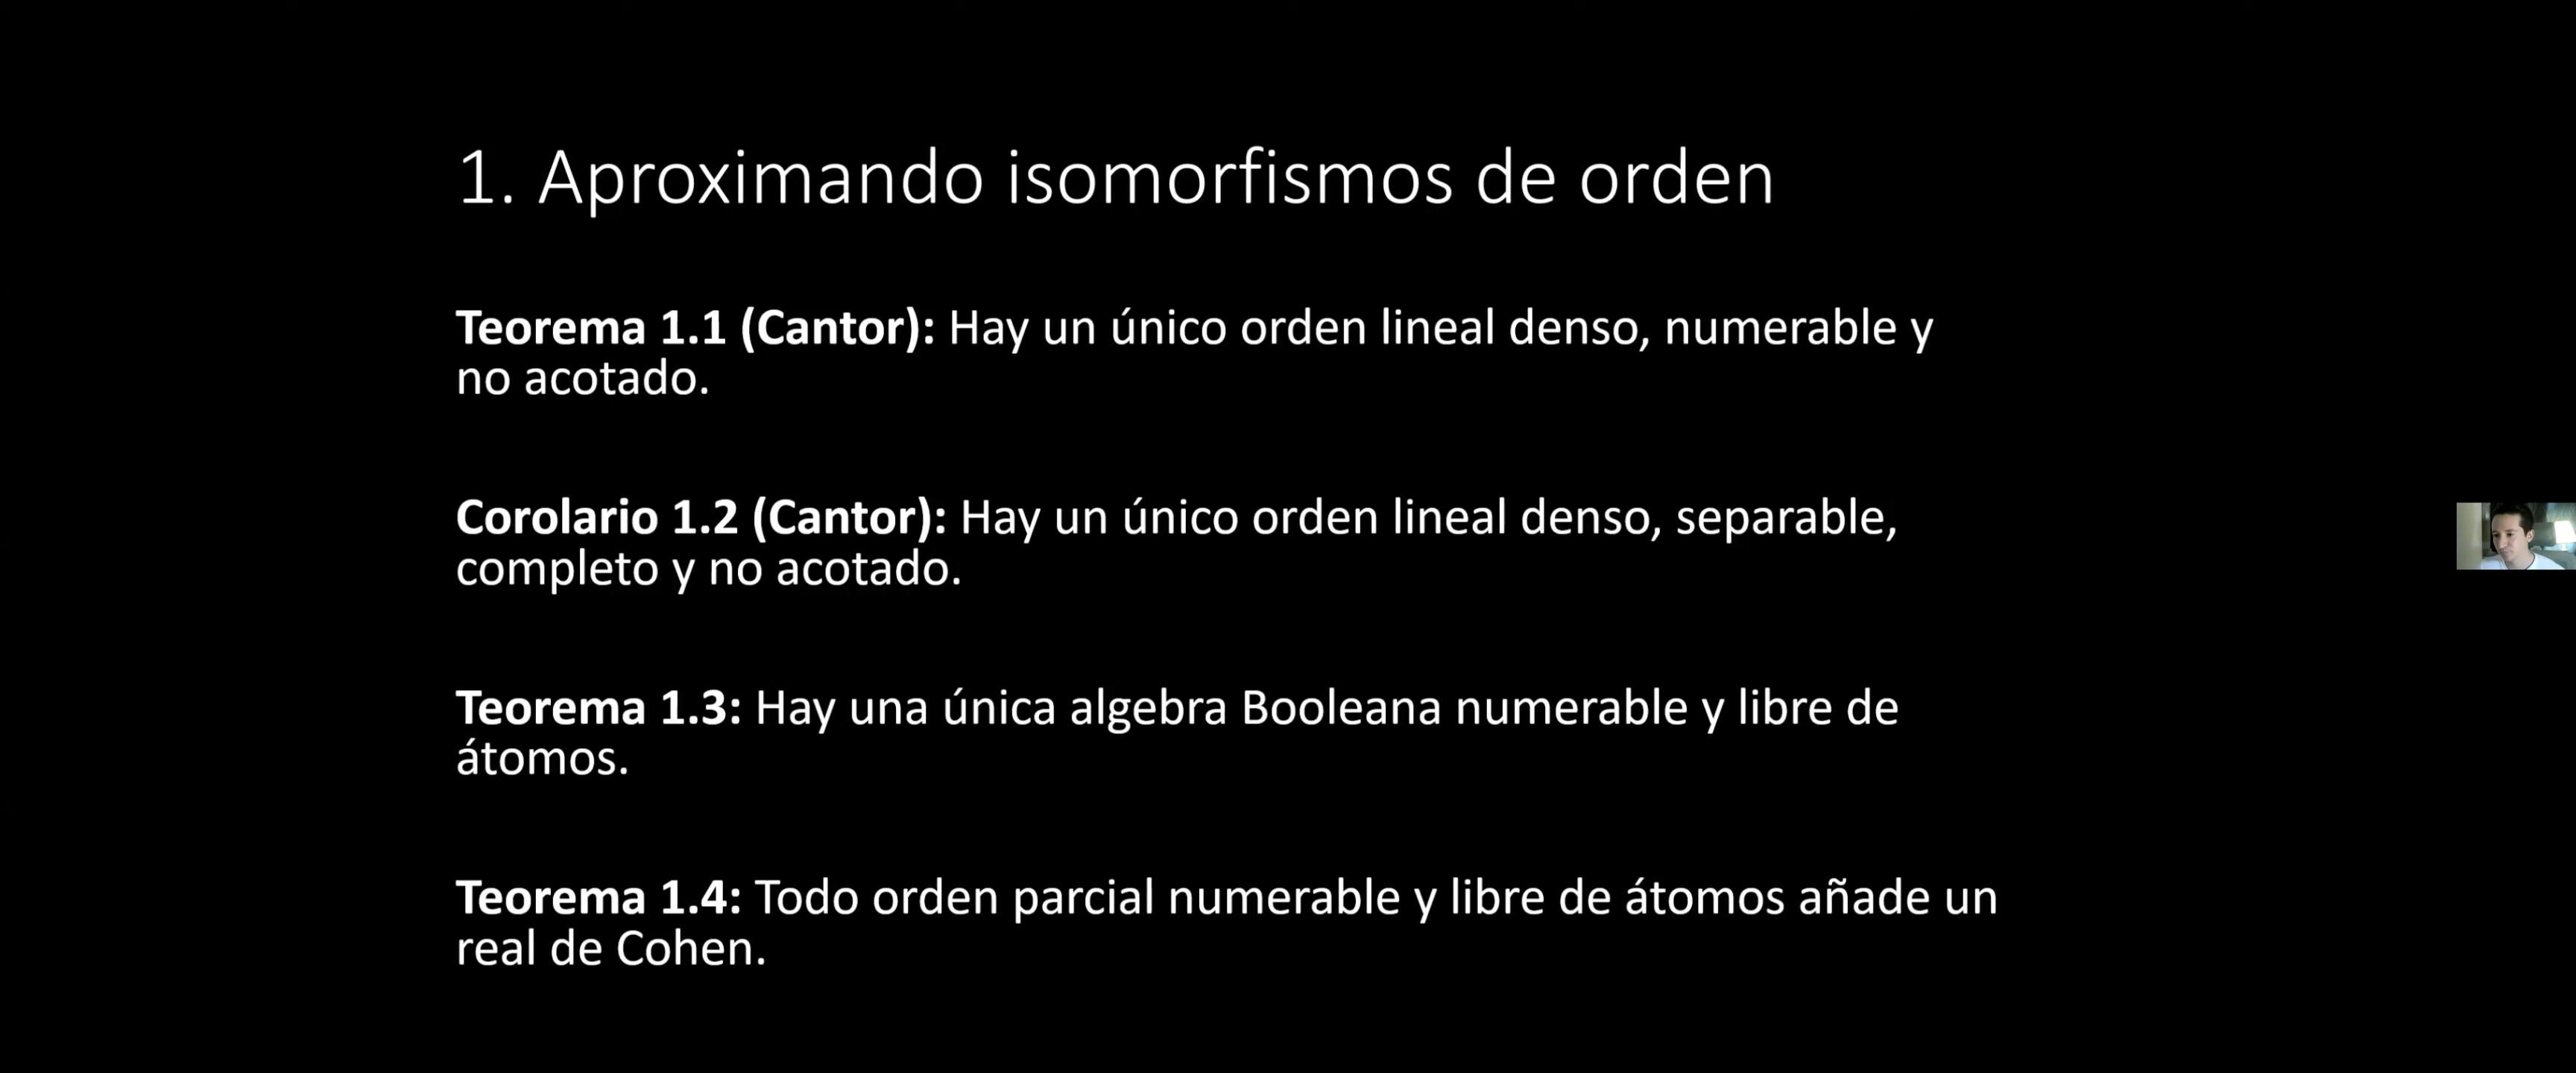 1. Aproximando isomorfismos de orden
Teorema 1.1 (Cantor): Hay un único orden lineal denso, numerable y
no acotado.
Corolario 1.2 (Cantor): Hay un único orden lineal denso, separable,
completo y no acotado.
Teorema 1.3: Hay una única algebra Booleana numerable y libre de
átomos.
Teorema 1.4: Todo orden parcial numerable y libre de átomos añade un
real de Cohen.